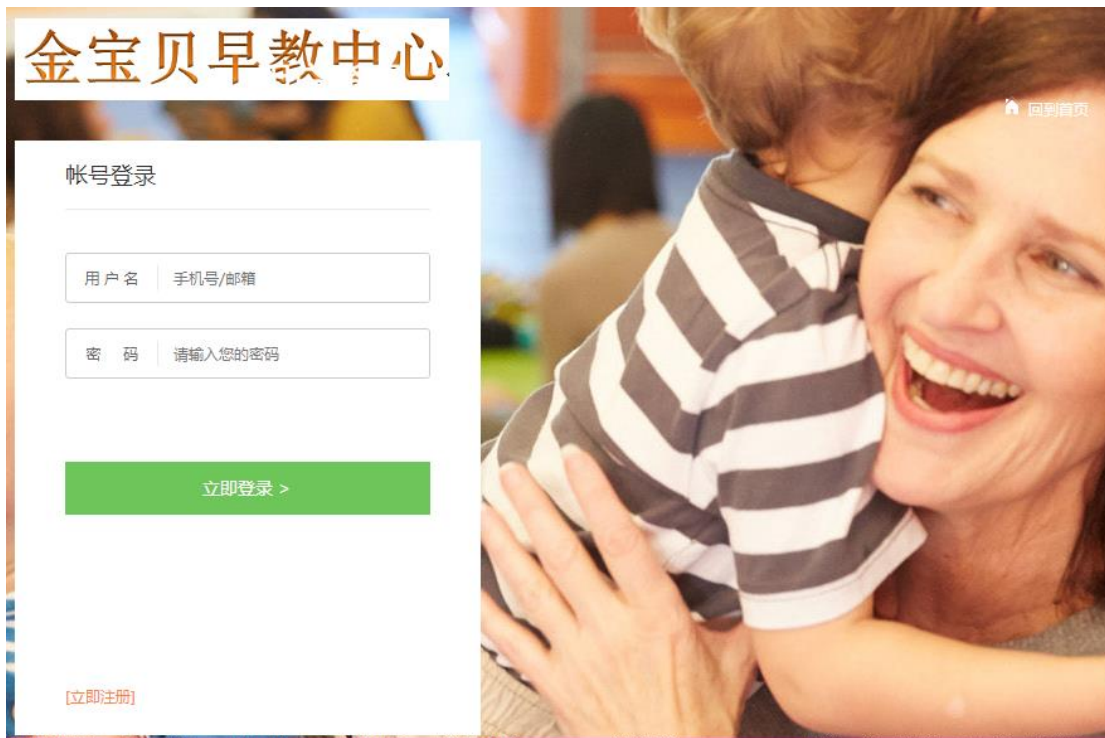 金宝贝早教中心
回到首页
帐号登录
用户名 手机号/邮箱
密 码 请输入您的密码
立即登录 >
[立即注册]